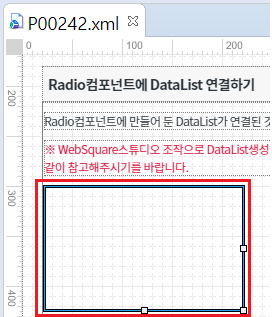 P00242.xml
0 100 200
200
Radio컴포넌트에 DataList 연결하기
Radio컴포넌트에 만들어 둔 DataList가 연결된
※ WebSquare스튜디오 조작으로 DataList생성
같이 참고해주시기를 바랍니다.
300
400